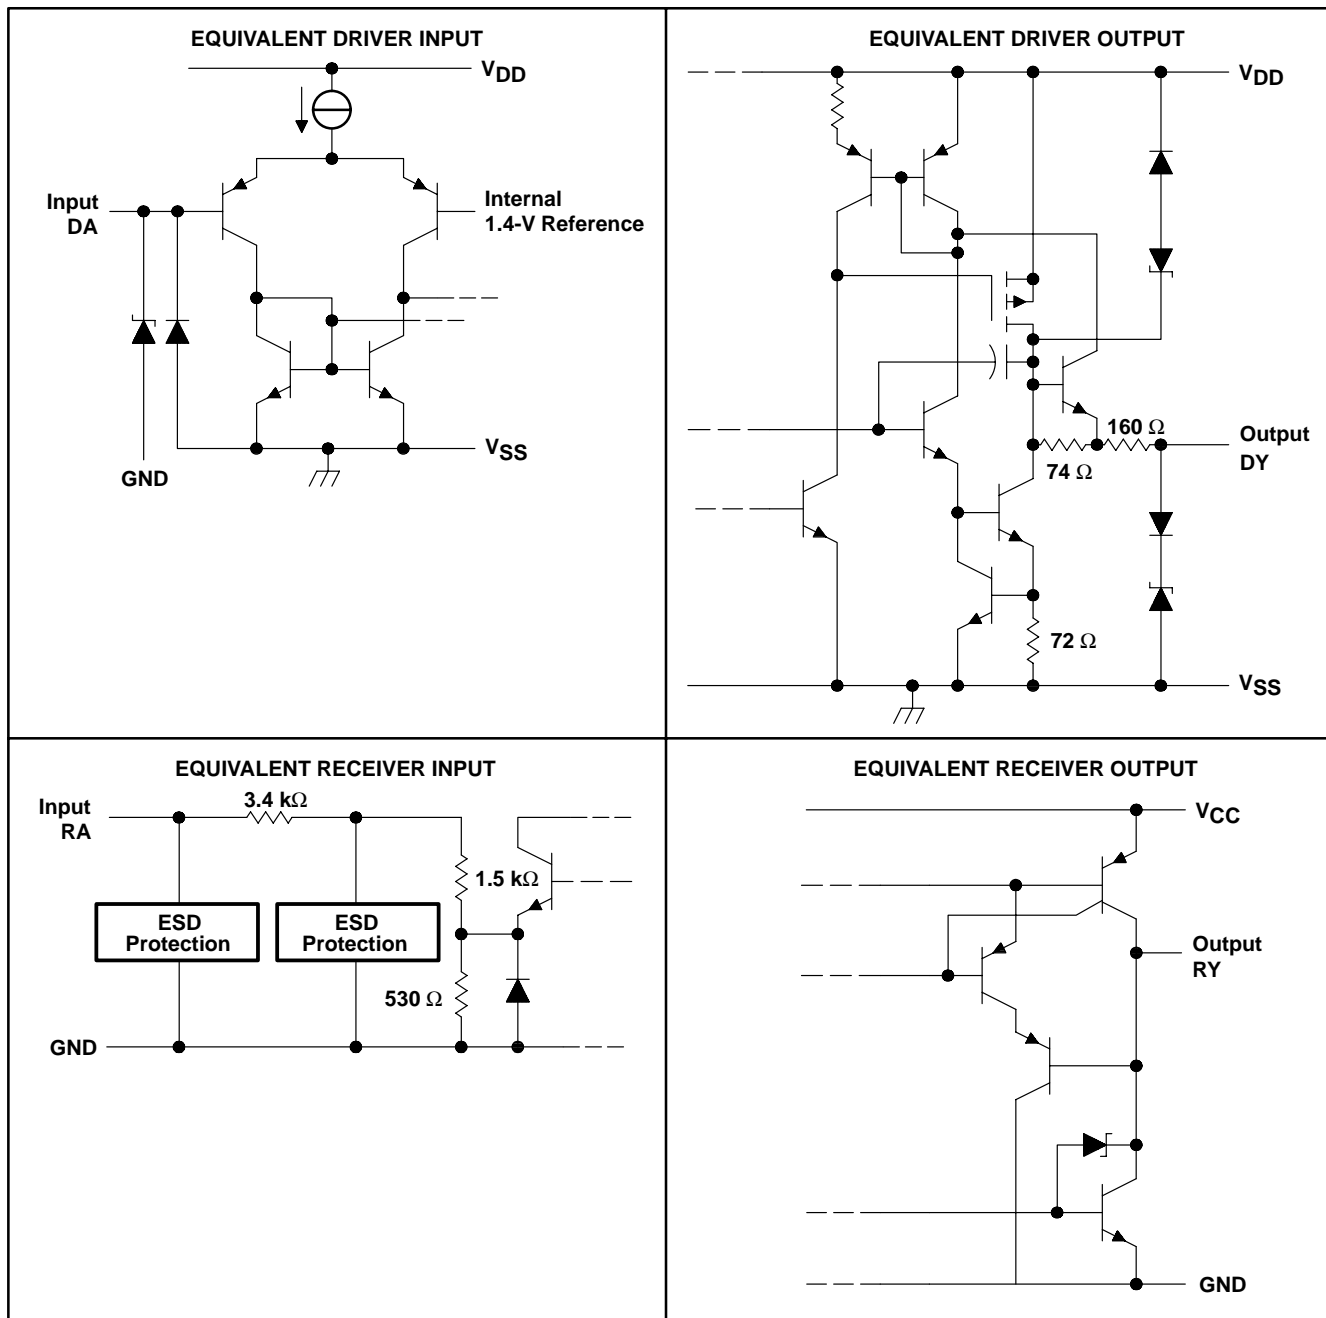 EQUIVALENT DRIVER INPUT
VDD
Input
DA
Internal
1.4-V Reference
GND
VSS
EQUIVALENT DRIVER OUTPUT
VDD
160 Ω
74 Ω
Output
DY
72 Ω
VSS
EQUIVALENT RECEIVER INPUT
Input
RA
3.4 kΩ
1.5 kΩ
ESD
Protection
ESD
Protection
530 Ω
GND
EQUIVALENT RECEIVER OUTPUT
VCC
Output
RY
GND